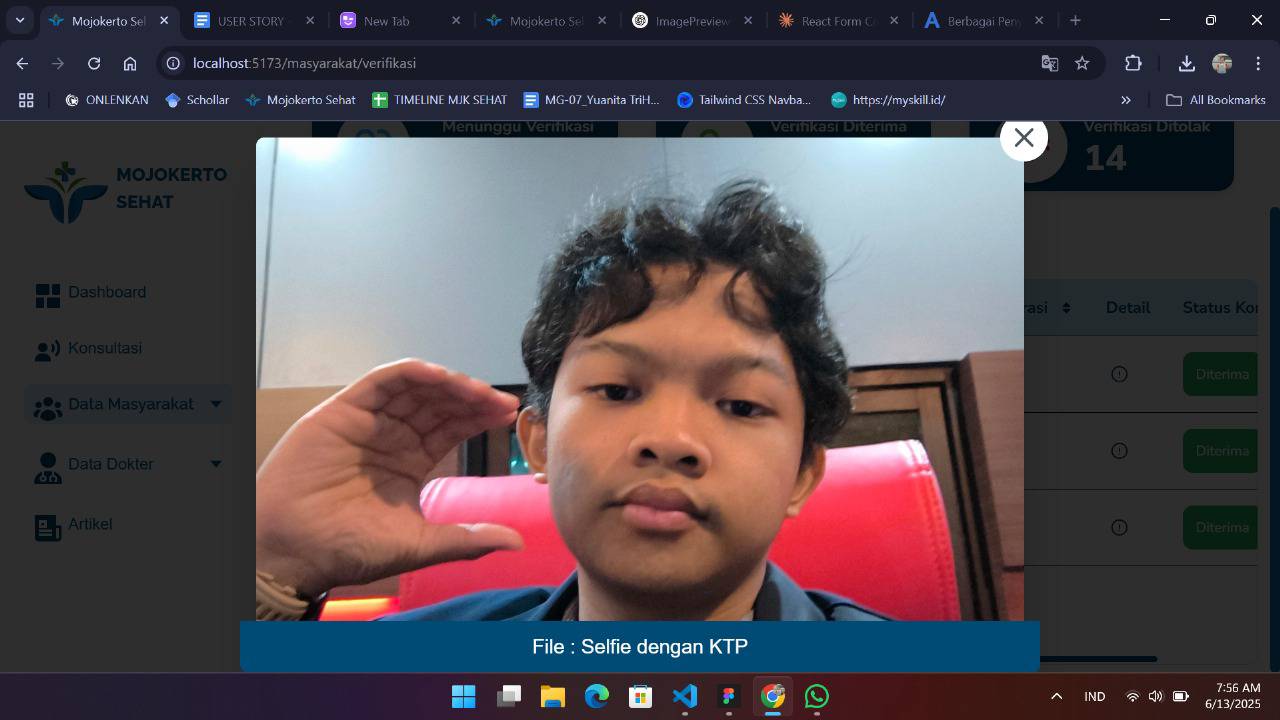 Mojokerto Sel
USER STORY
New Tab
Mojokerto Sel
ImagePreview
React Form C
Berbagai Peny
localhost:5173/masyarakat/verifikasi
ONLENKAN
Schollar
Mojokerto Sehat
TIMELINE MJK SEHAT
MG-07_Yuanita TriH...
Tailwind CSS Navba...
https://myskill.id/
All Bookmarks
Menunggu Verifikasi
Verifikasi Diterima
Verifikasi Ditolak
14
MOJOKERTO
SEHAT
Dashboard
Konsultasi
Data Masyarakat
Data Dokter
Artikel
rasi
Detail
Status Kon
Diterima
Diterima
Diterima
File : Selfie dengan KTP
IND
7:56 AM
6/13/2025